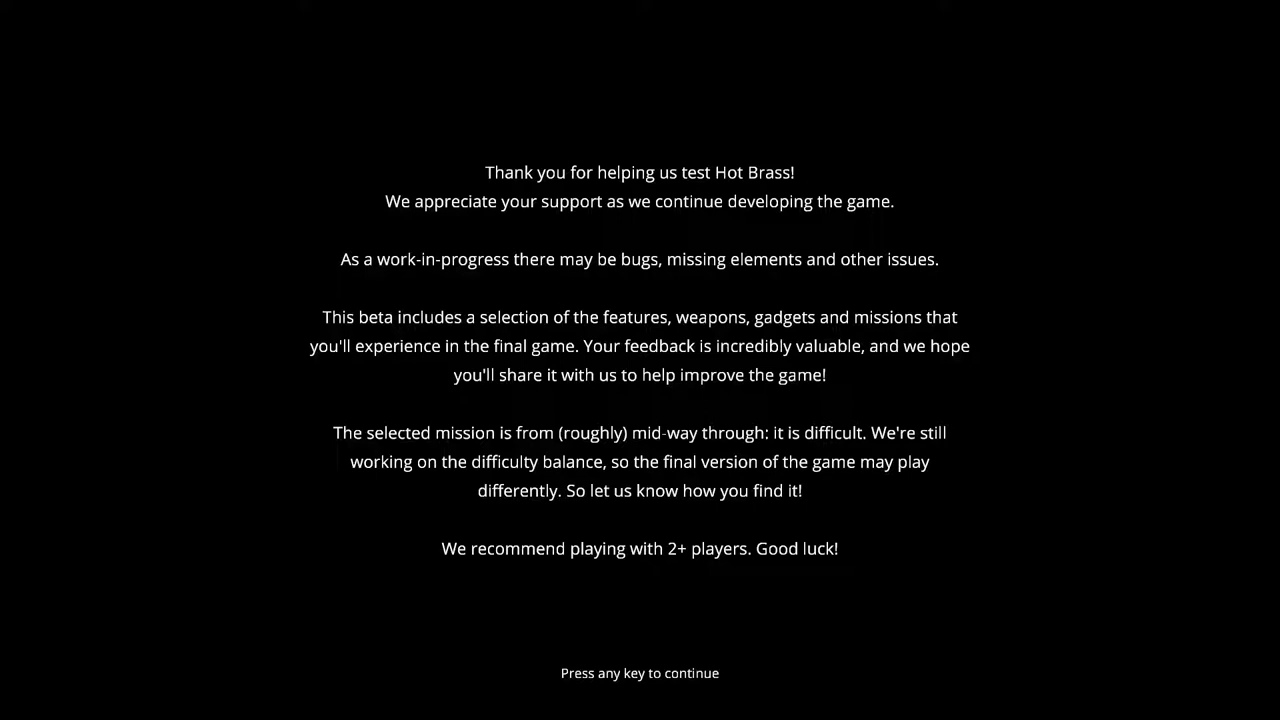 Thank you for helping us test Hot Brass!
We appreciate your support as we continue developing the game.
As a work-in-progress there may be bugs, missing elements and other issues.
This beta includes a selection of the features, weapons, gadgets and missions that
you'll experience in the final game. Your feedback is incredibly valuable, and we hope
you'll share it with us to help improve the game!
The selected mission is from (roughly) mid-way through: it is difficult. We're still
working on the difficulty balance, so the final version of the game may play
differently. So let us know how you find it!
We recommend playing with 2+ players. Good luck!
Press any key to continue